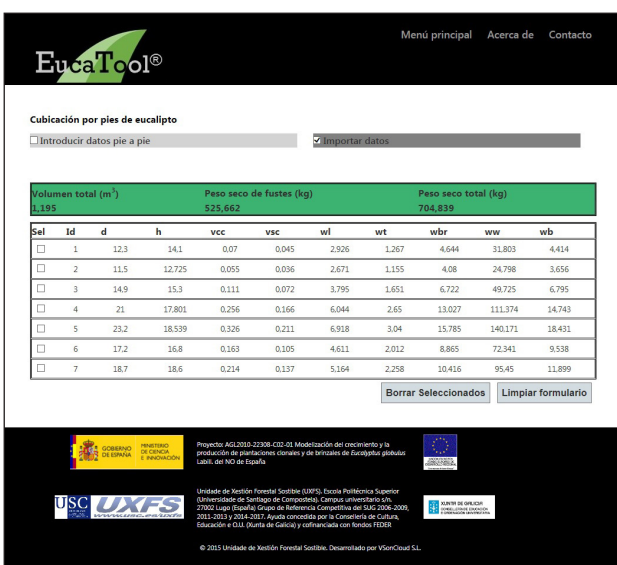 Menú principal Acerca de Contacto
EucaTool®
Cubicación por pies de eucalipto
Introducir datos pie a pie Importar datos
Volumen total (m³) Peso seco de fustes (kg) Peso seco total (kg)
1,195 525,662 704,839
Sel Id d h vcc vsc wl wt wbr ww wb
1 12,3 14,1 0,07 0,045 2,926 1,267 4,644 31,803 4,414
2 11,5 12,725 0,055 0,036 2,671 1,155 4,08 24,798 3,656
3 14,9 15,3 0,111 0,072 3,795 1,651 6,722 49,725 6,795
4 21 17,801 0,256 0,166 6,044 2,65 13,027 111,374 14,743
5 23,2 18,539 0,326 0,211 6,918 3,04 15,785 140,171 18,431
6 17,2 16,8 0,163 0,105 4,611 2,012 8,865 72,341 9,538
7 18,7 18,6 0,214 0,137 5,164 2,258 10,416 95,45 11,899
Borrar Seleccionados Limpiar formulario
GOBIERNO DE ESPAÑA
MINISTERIO DE CIENCIA E INNOVACIÓN
Proyecto: AGL2010-22308-C02-01 Modelización del crecimiento y la
producción de plantaciones clonales y de brinzales de Eucalyptus globulus
Labill. del NO de España
USC
UXFS
www.usc.es/uxfs
Unidade de Xestión Forestal Sostible (UXFS). Escola Politécnica Superior
(Universidade de Santiago de Compostela). Campus universitario s/n.
27002 Lugo (España) Grupo de Referencia Competitiva del SUG 2006-2009,
2011-2013 y 2014-2017. Ayuda concedida por la Consellería de Cultura,
Educación e O.U. (Xunta de Galicia) y cofinanciada con fondos FEDER
XUNTA DE GALICIA
CONSELLERÍA DE EDUCACIÓN
E ORDENACIÓN UNIVERSITARIA
© 2015 Unidade de Xestión Forestal Sostible. Desarrollado por VSonCloud S.L.